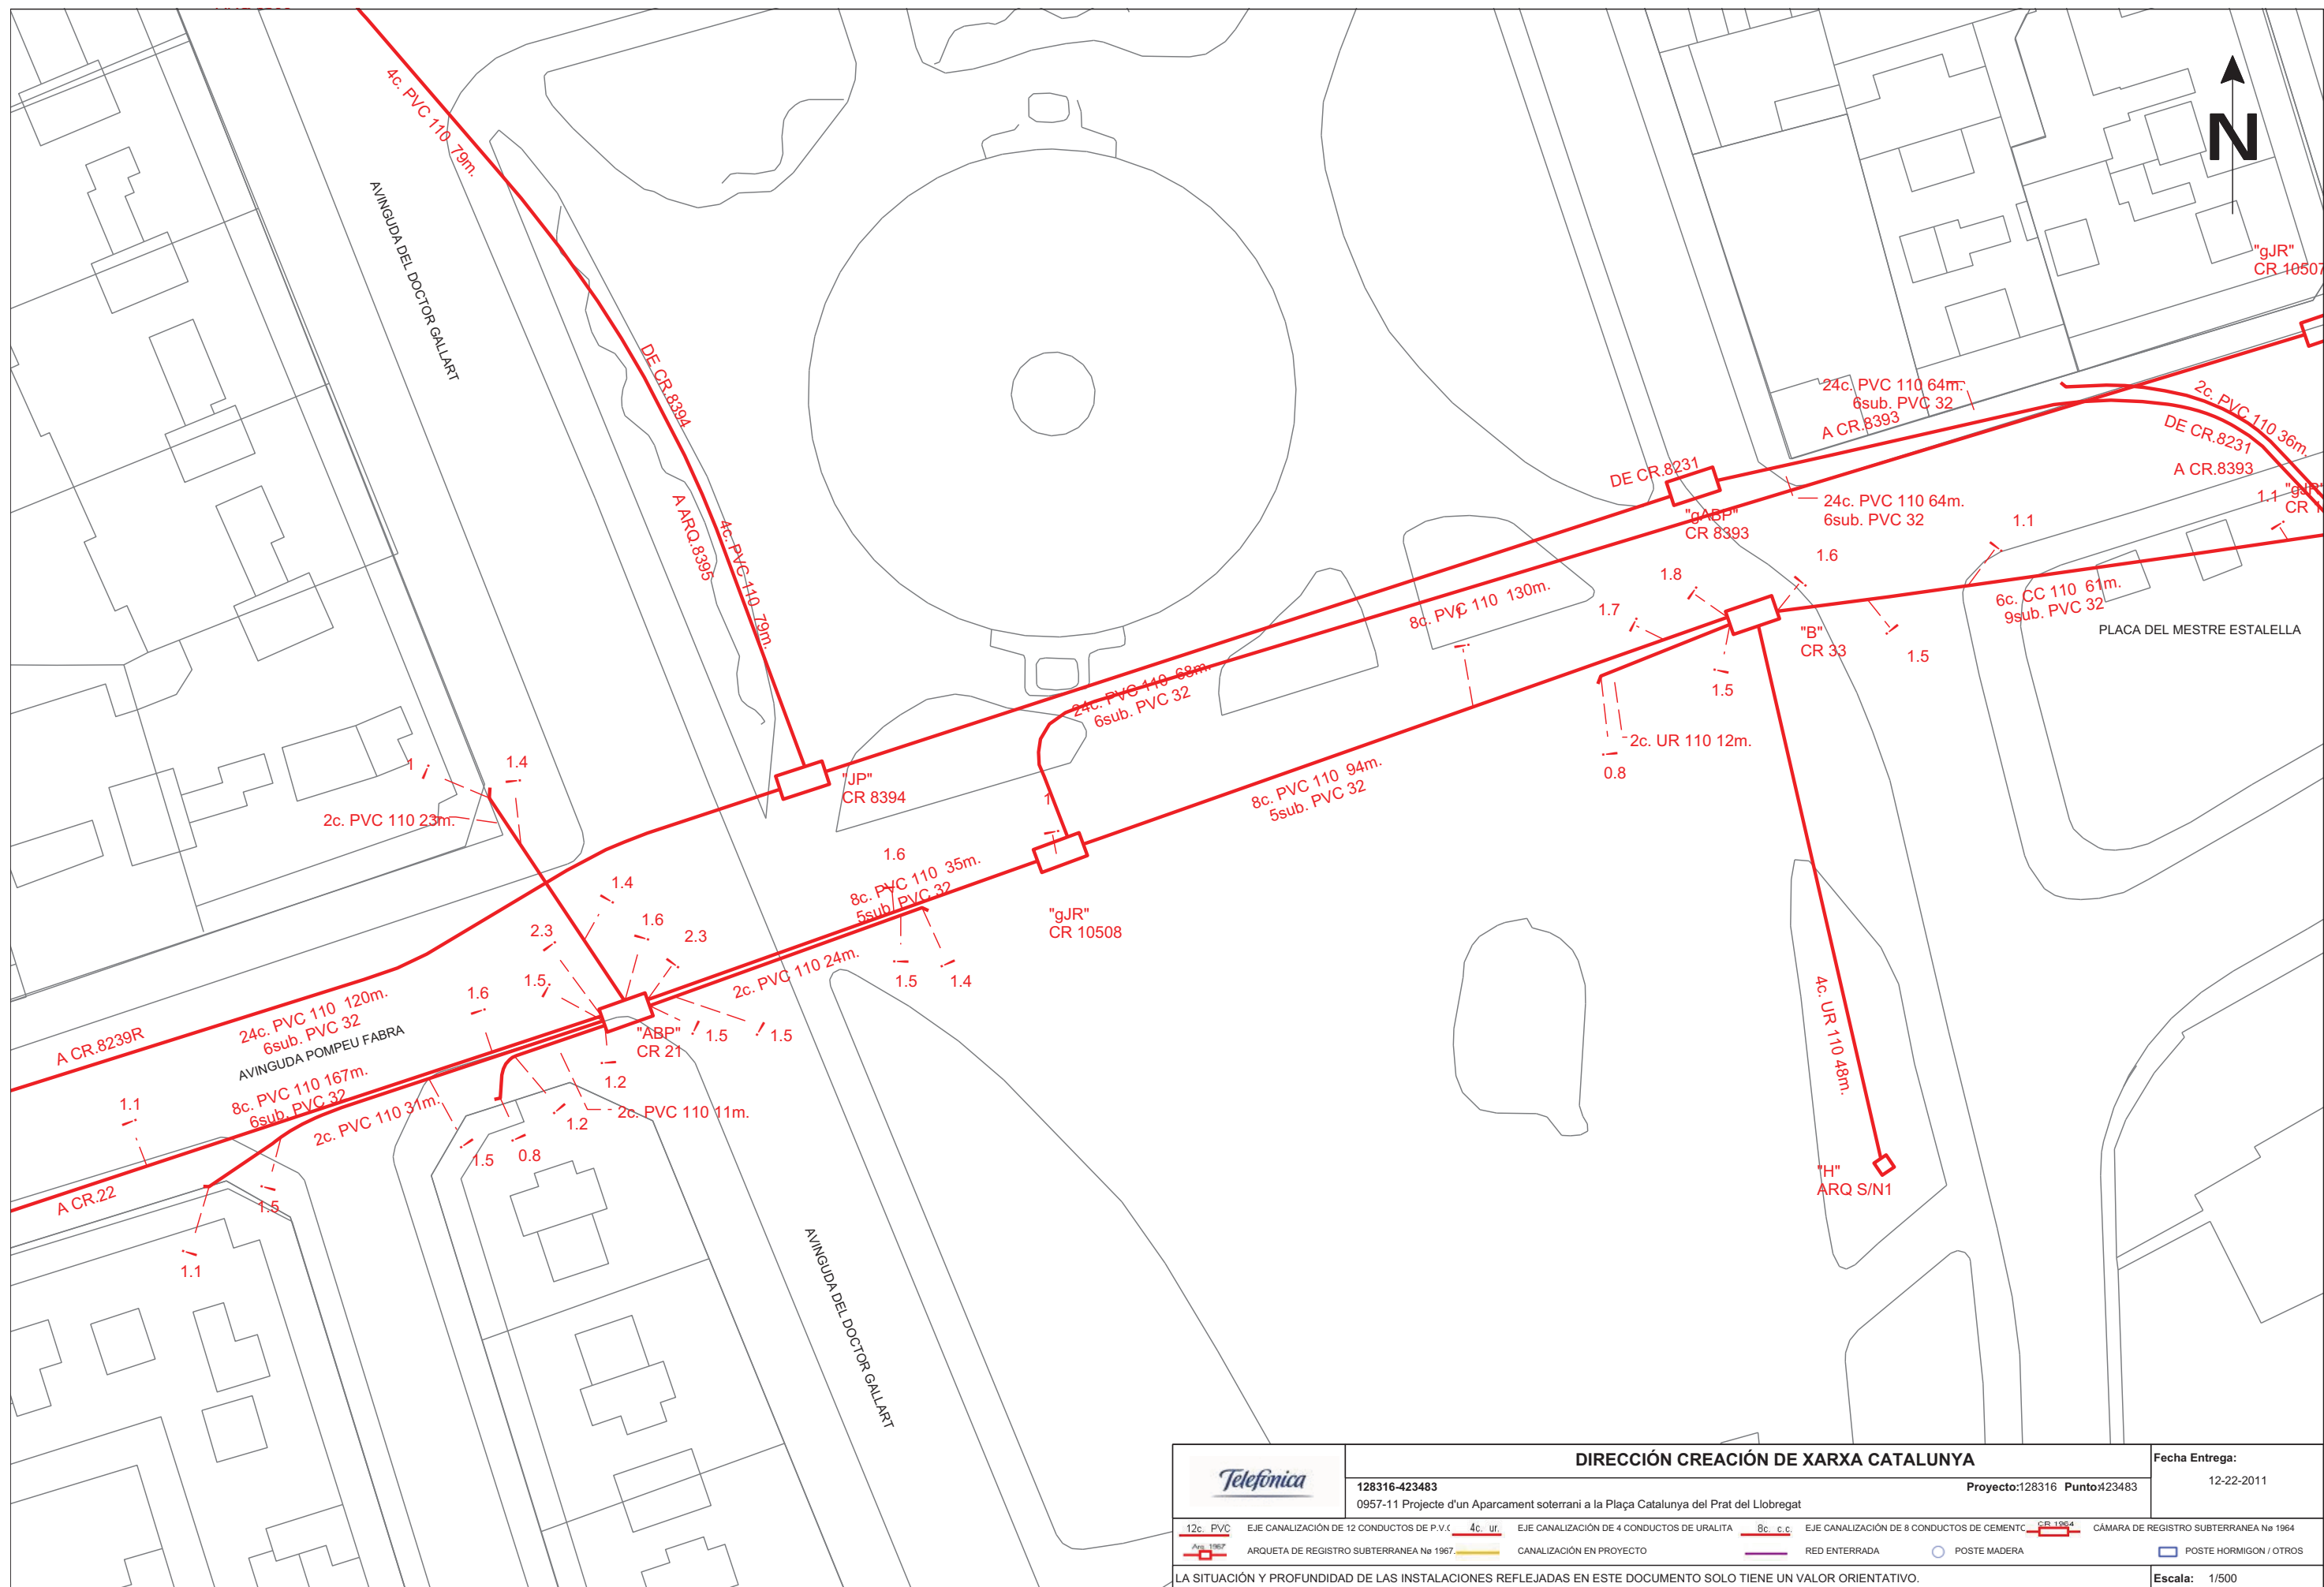 4c. PVC 110 79m.
AVINGUDA DEL DOCTOR GALLART
N
"gJR"
CR 10507
DE CR.8394
A ARQ.8395
4c. PVC 110 79m.
24c. PVC 110 64m.
6sub. PVC 32
A CR.8393
2c. PVC 110 36m.
DE CR.8231
A CR.8393
DE CR.8231
"gABP"
CR 8393
24c. PVC 110 64m.
6sub. PVC 32
1.1
1.1
CR 1
1.6
1.8
1.7
8c. PVC 110 130m.
1
6c. CC 110 61m.
9sub. PVC 32
PLACA DEL MESTRE ESTALELLA
"B"
CR 33
1.5
1.5
24c. PVC 110 68m.
6sub. PVC 32
2c. UR 110 12m.
0.8
1
1.4
"JP"
CR 8394
2c. PVC 110 23m.
8c. PVC 110 94m.
5sub. PVC 32
1
1.6
8c. PVC 110 35m.
5sub. PVC 32
1.4
"gJR"
CR 10508
1.6
2.3
2.3
1.5
1.6
2c. PVC 110 24m.
1.5
1.4
24c. PVC 110 120m.
6sub. PVC 32
A CR.8239R
AVINGUDA POMPEU FABRA
"ABP"
CR 21
1.5
1.5
4c. UR 110 48m.
8c. PVC 110 167m.
6sub. PVC 32
2c. PVC 110 31m.
1.1
1.2
2c. PVC 110 11m.
1.2
1.5
0.8
A CR.22
1.5
1.1
"H"
ARQ S/N1
AVINGUDA DEL DOCTOR GALLART
Telefónica
DIRECCIÓN CREACIÓN DE XARXA CATALUNYA
Fecha Entrega:
12-22-2011
128316-423483
Proyecto:128316 Punto:423483
0957-11 Projecte d'un Aparcament soterrani a la Plaça Catalunya del Prat del Llobregat
12c. PVC EJE CANALIZACIÓN DE 12 CONDUCTOS DE P.V.C 4c. ur. EJE CANALIZACIÓN DE 4 CONDUCTOS DE URALITA 8c. c.c. EJE CANALIZACIÓN DE 8 CONDUCTOS DE CEMENTO CR 1964 CÁMARA DE REGISTRO SUBTERRANEA Nø 1964
Arq. 1967 ARQUETA DE REGISTRO SUBTERRANEA Nø 1967. CANALIZACIÓN EN PROYECTO RED ENTERRADA POSTE MADERA POSTE HORMIGON / OTROS
LA SITUACIÓN Y PROFUNDIDAD DE LAS INSTALACIONES REFLEJADAS EN ESTE DOCUMENTO SOLO TIENE UN VALOR ORIENTATIVO.
Escala: 1/500